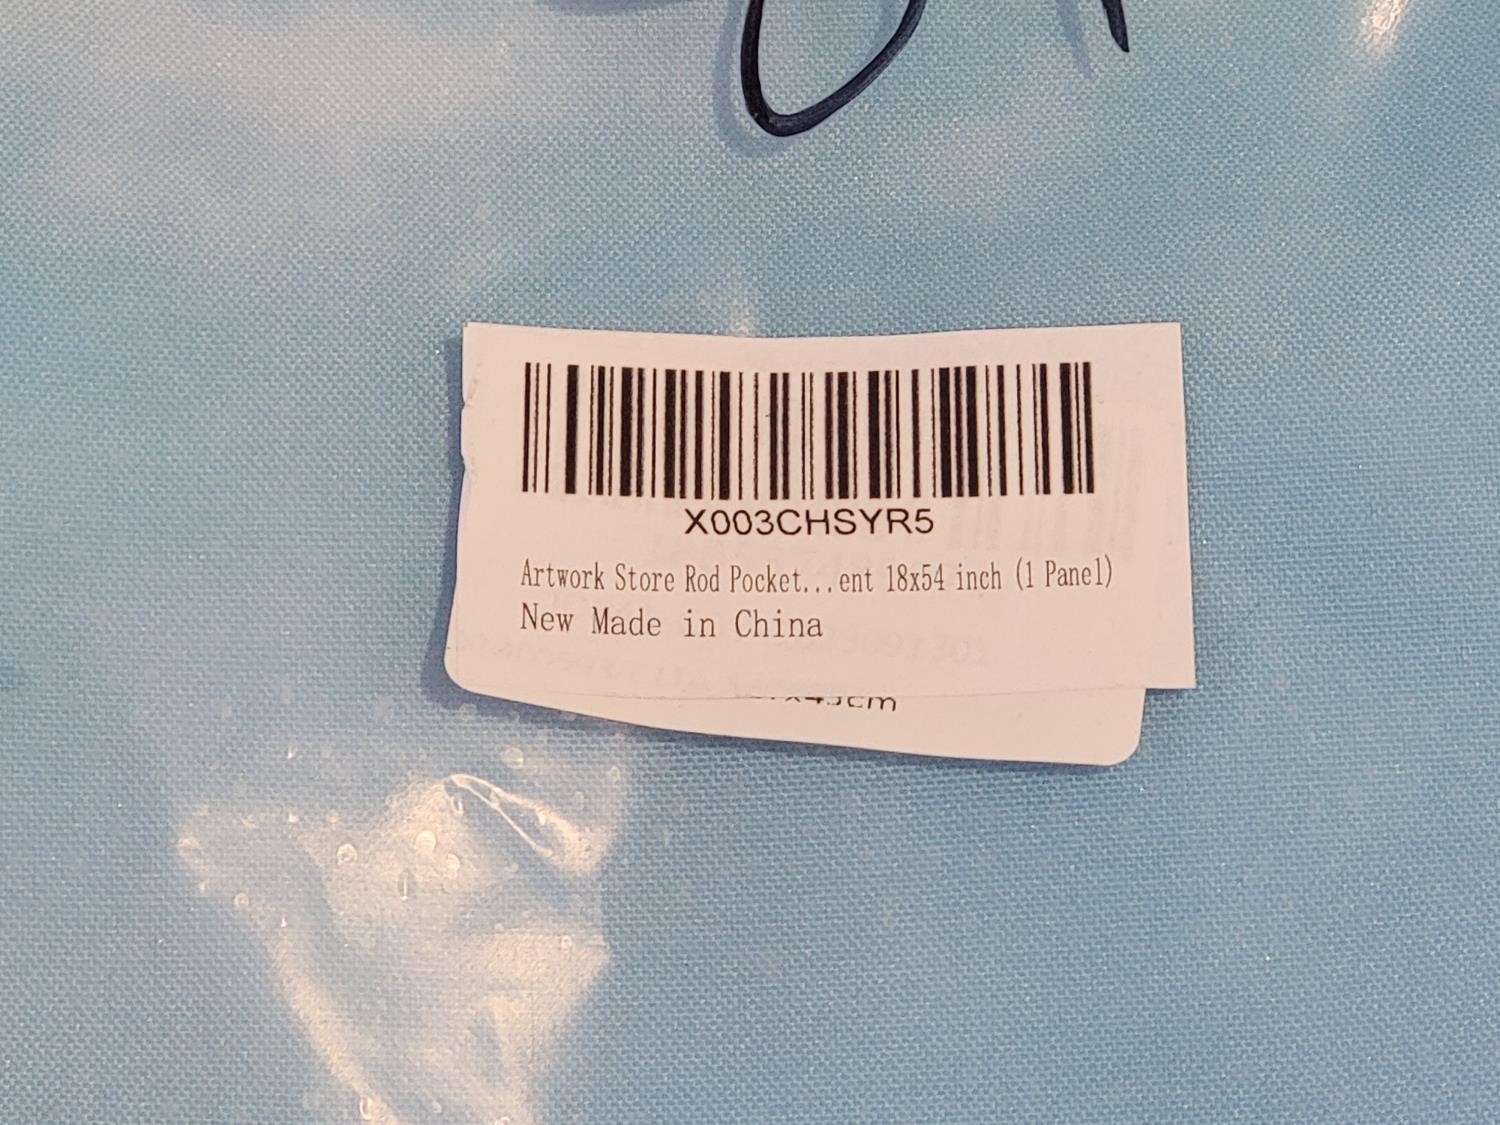 X003CHSYR5
Artwork Store Rod Pocket...ent 18x54 inch (1 Panel)
New Made in China